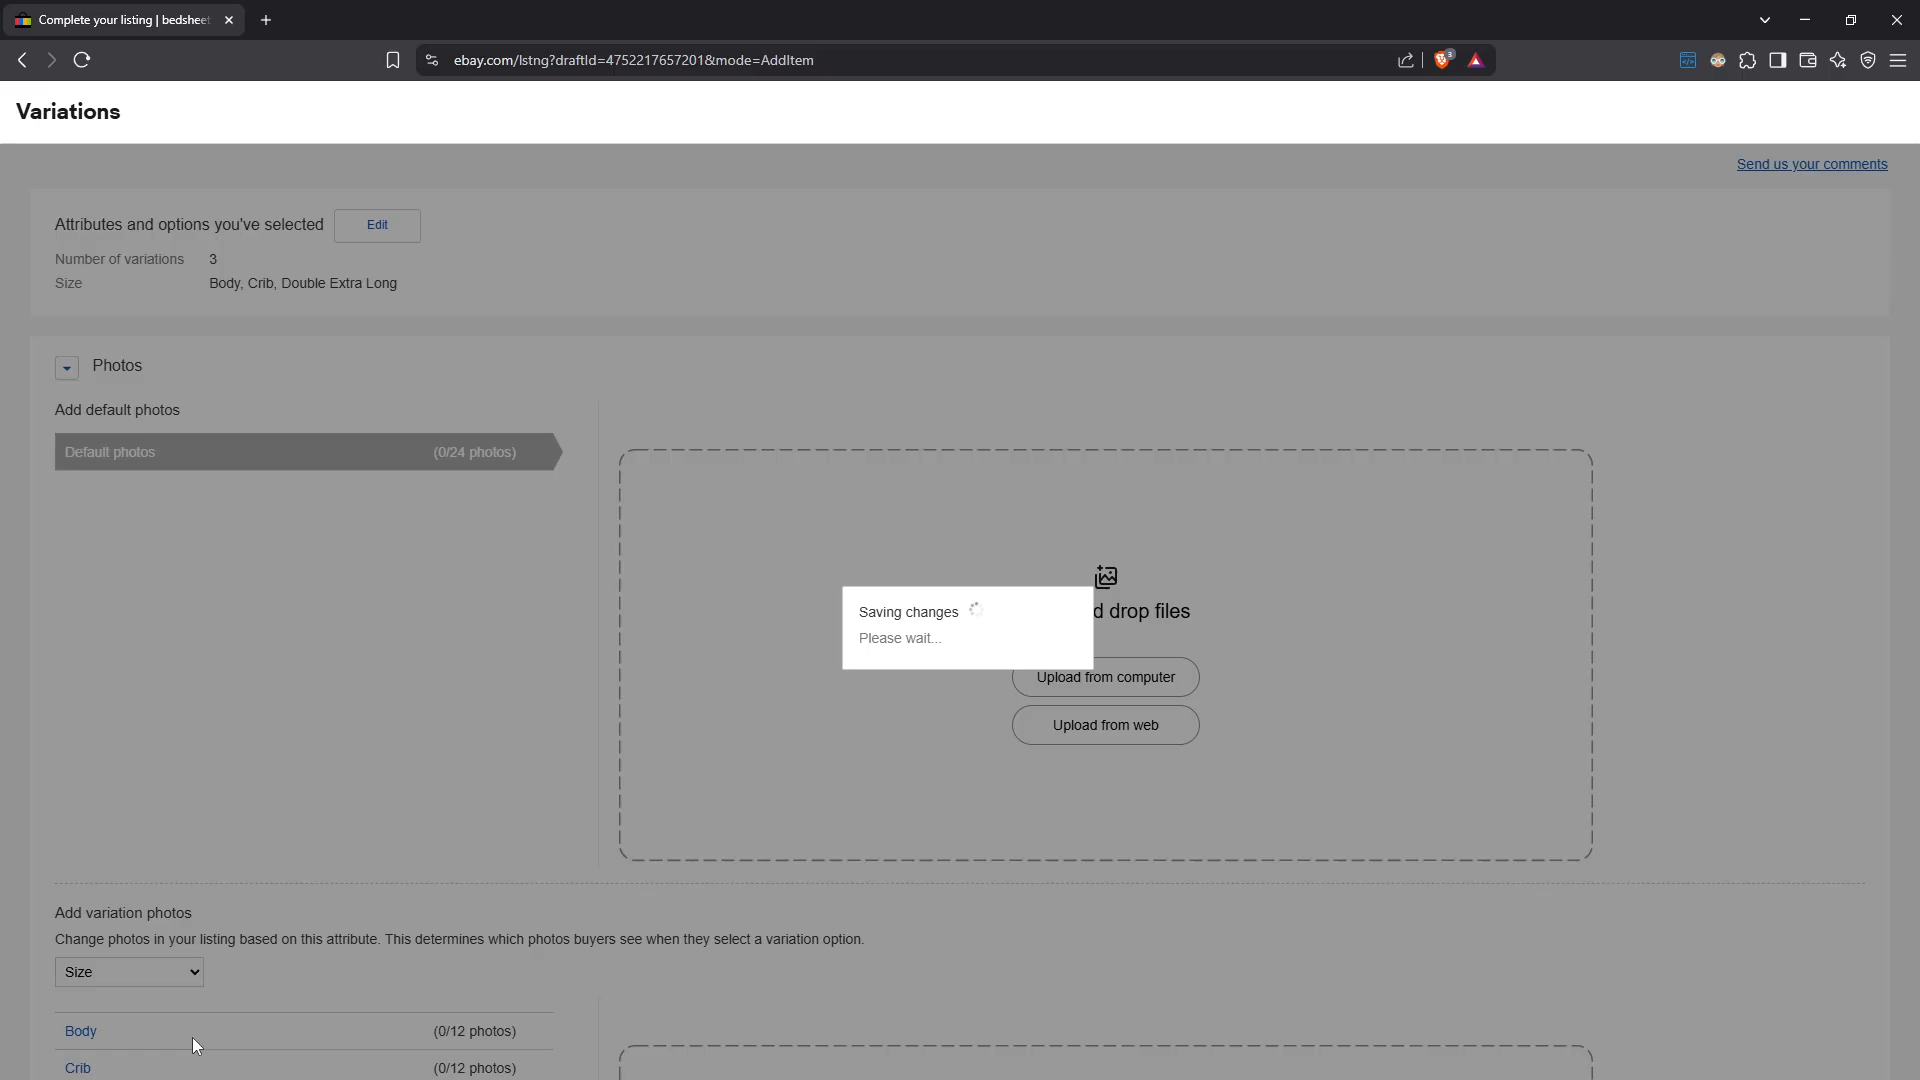 Complete your listing | bedsheet
ebay.com/lstng?draftId=4752217657201&mode=AddItem
3
Variations
Send us your comments
Attributes and options you've selected
Edit
Number of variations 3
Size Body, Crib, Double Extra Long
Photos
Add default photos
Default photos (0/24 photos)
d drop files
Saving changes
Please wait...
Upload from computer
Upload from web
Add variation photos
Change photos in your listing based on this attribute. This determines which photos buyers see when they select a variation option.
Size
Body (0/12 photos)
Crib (0/12 photos)